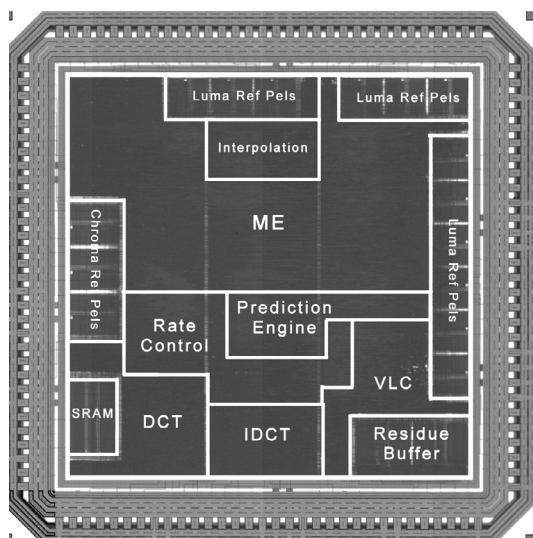 Luma Ref Pels
Luma Ref Pels
Interpolation
Chroma Ref Pels
ME
Luma Ref Pels
Rate
Control
Prediction
Engine
VLC
SRAM
DCT
IDCT
Residue
Buffer